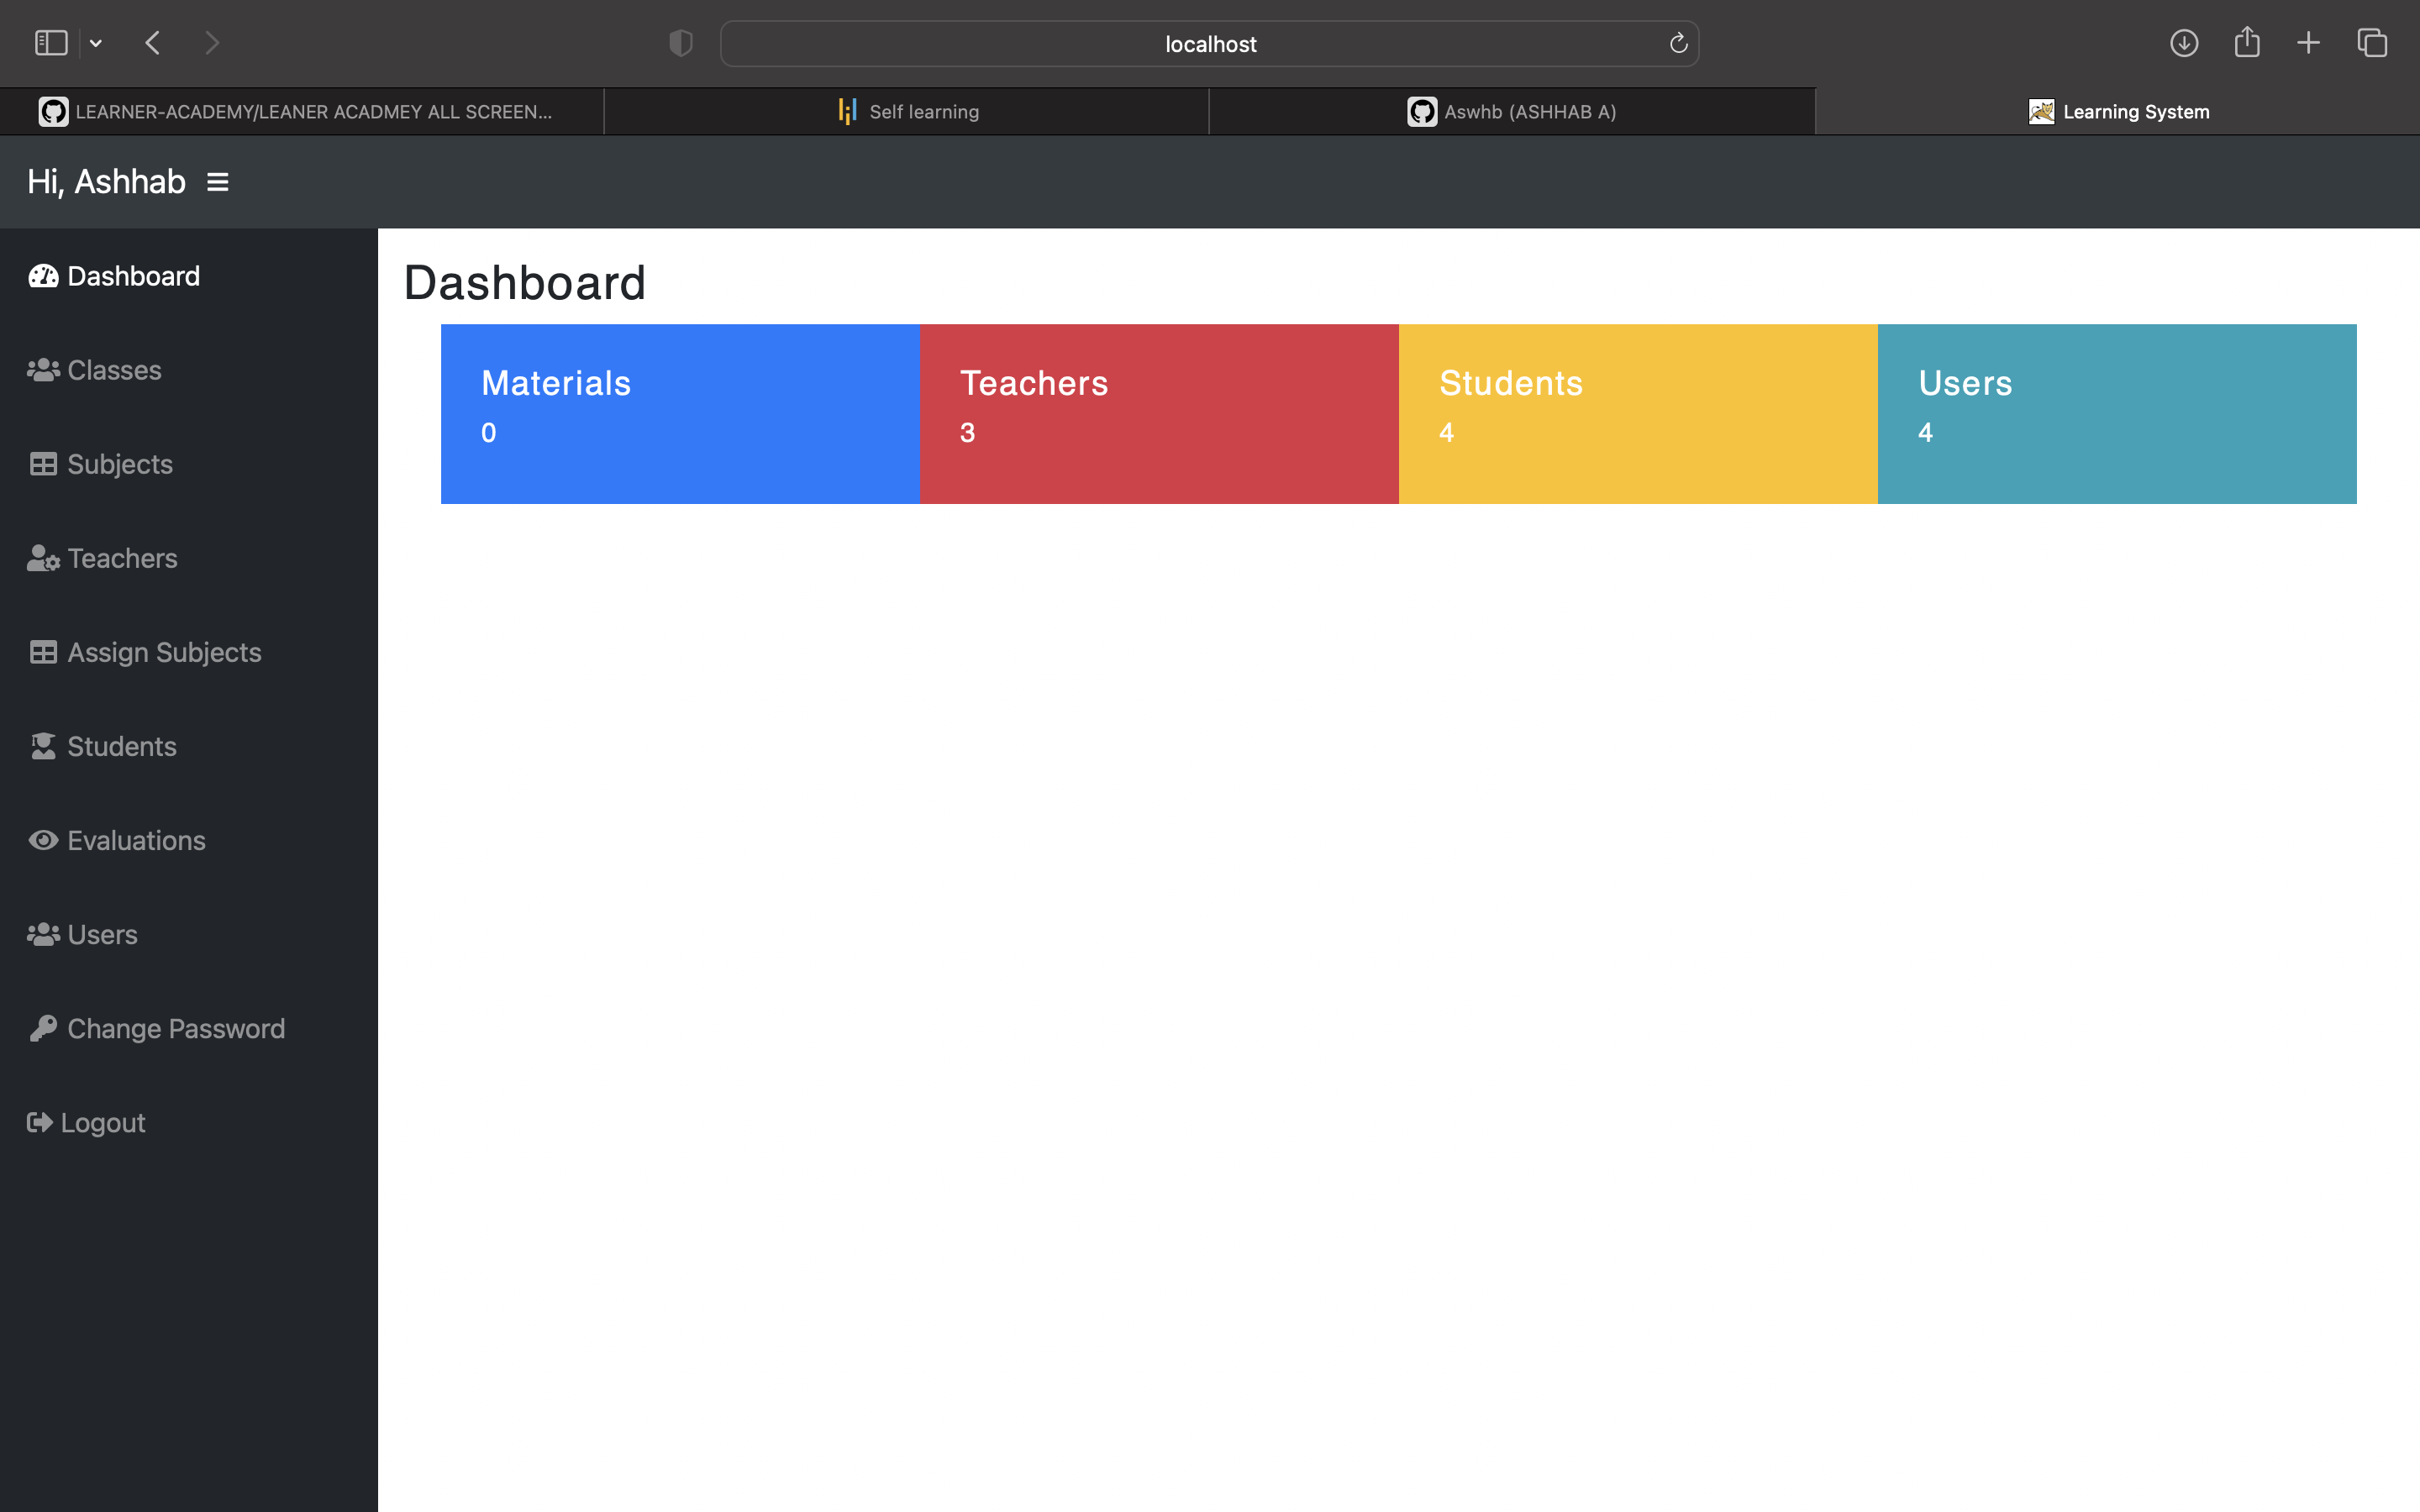 localhost
LEARNER-ACADEMY/LEANER ACADMEY ALL SCREEN...
Self learning
Aswhb (ASHHAB A)
Learning System
Hi, Ashhab
Dashboard
Classes
Subjects
Teachers
Assign Subjects
Students
Evaluations
Users
Change Password
Logout
Dashboard
Materials
0
Teachers
3
Students
4
Users
4